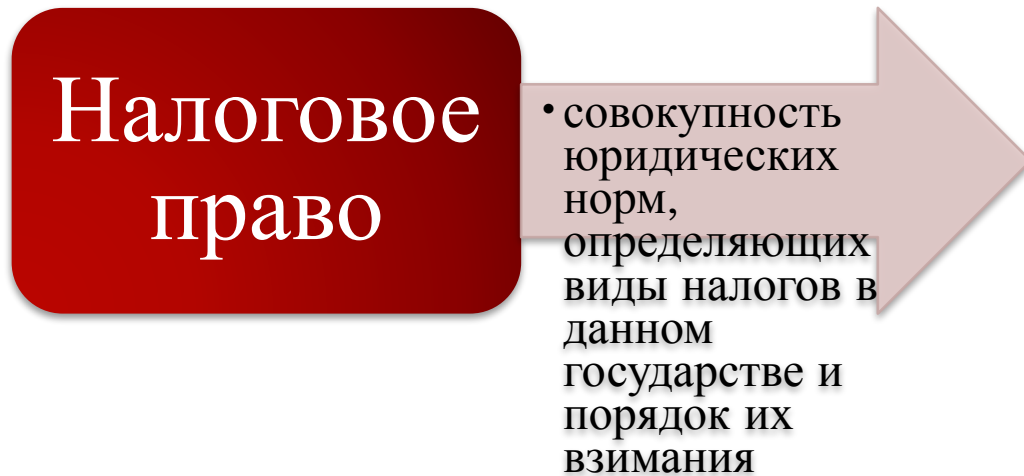 Налоговое
право
• совокупность
юридических
норм,
определяющих
виды налогов в
данном
государстве и
порядок их
взимания